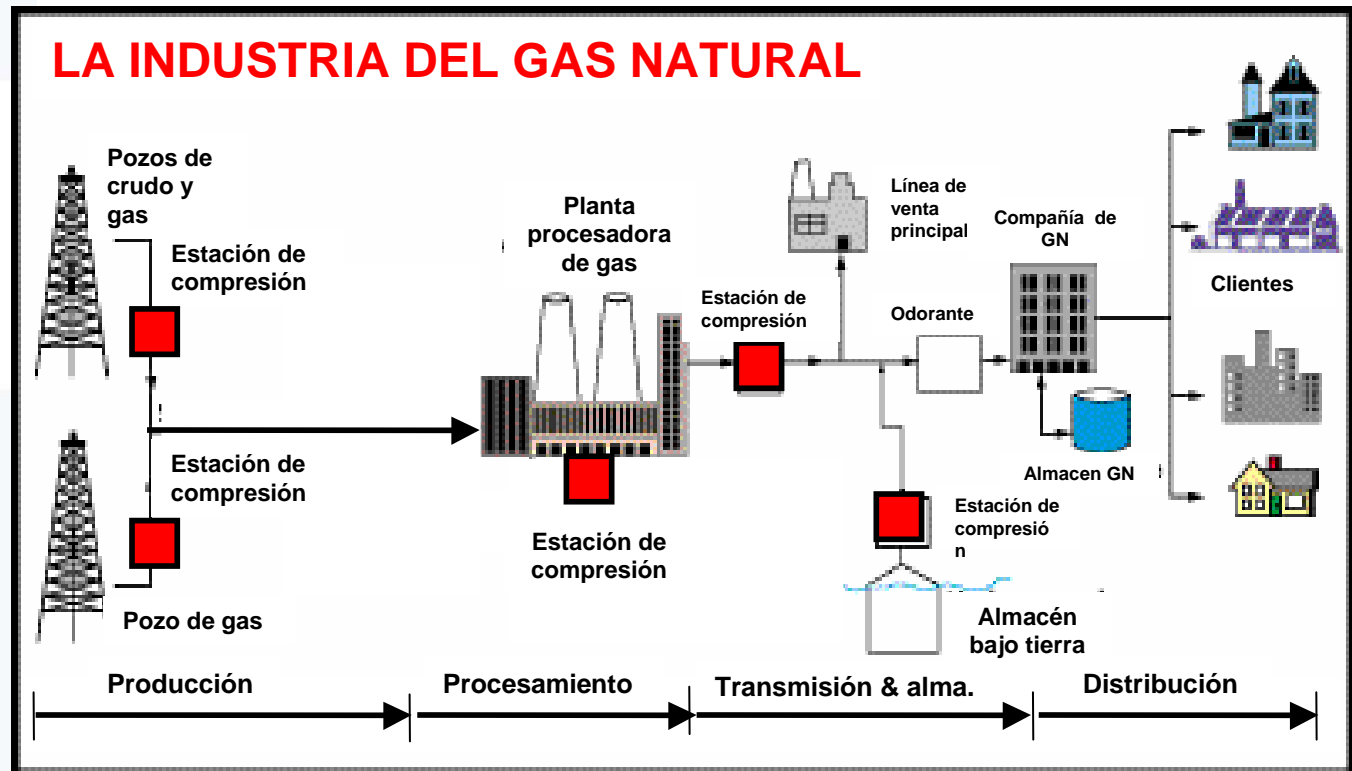 LA INDUSTRIA DEL GAS NATURAL
Pozos de
crudo y
gas
Estación de
compresión
Planta
procesadora
de gas
Estación de
compresión
Línea de
venta
principal
Compañía de
GN
Odorante
Clientes
Estación de
compresión
Almacen GN
Estación de
compresió
n
Estación de
compresión
Pozo de gas
Almacén
bajo tierra
Producción
Procesamiento
Transmisión & alma.
Distribución